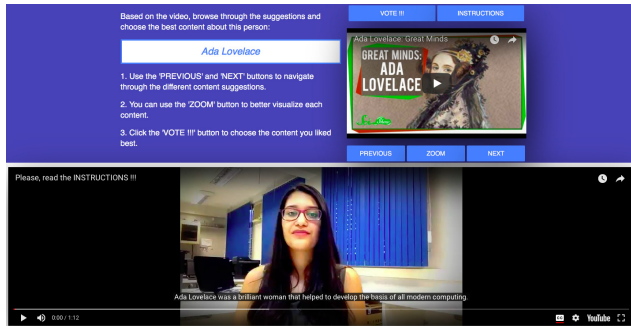 Based on the video, browse through the suggestions and
choose the best content about this person:
Ada Lovelace
1. Use the 'PREVIOUS' and 'NEXT' buttons to navigate
through the different content suggestions.
2. You can use the 'ZOOM' button to better visualize each
content.
3. Click the 'VOTE !!!' button to choose the content you liked
best.
VOTE !!!
INSTRUCTIONS
Ada Lovelace: Great Minds
GREAT MINDS:
ADA
LOVELACE
SciShow
PREVIOUS
ZOOM
NEXT
Please, read the INSTRUCTIONS !!!
Ada Lovelace was a brilliant woman that helped to develop the basis of all modern computing.
0:00 / 1:12
CC
YouTube